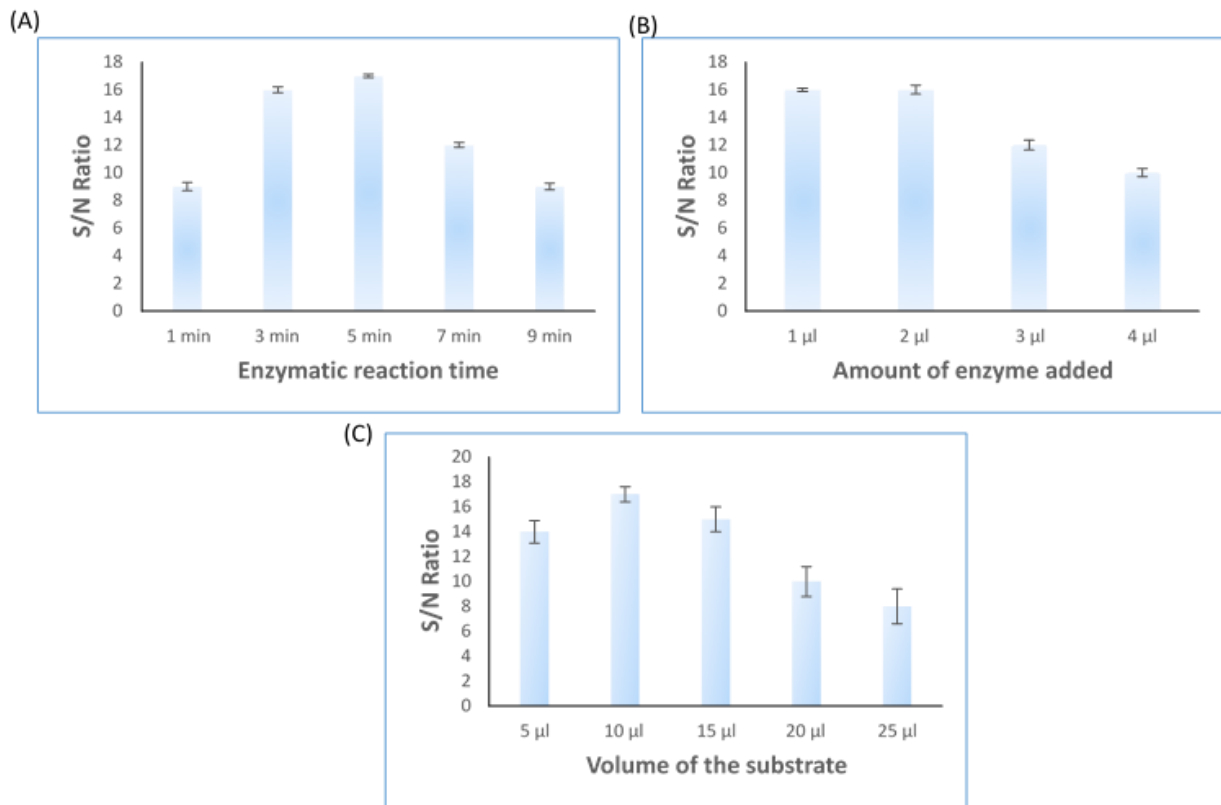 (A)
18
16
14
12
10
8
6
4
2
0
S/N Ratio
1 min 3 min 5 min 7 min 9 min
Enzymatic reaction time
(B)
18
16
14
12
10
8
6
4
2
0
S/N Ratio
1 µl 2 µl 3 µl 4 µl
Amount of enzyme added
(C)
20
18
16
14
12
10
8
6
4
2
0
S/N Ratio
5 µl 10 µl 15 µl 20 µl 25 µl
Volume of the substrate